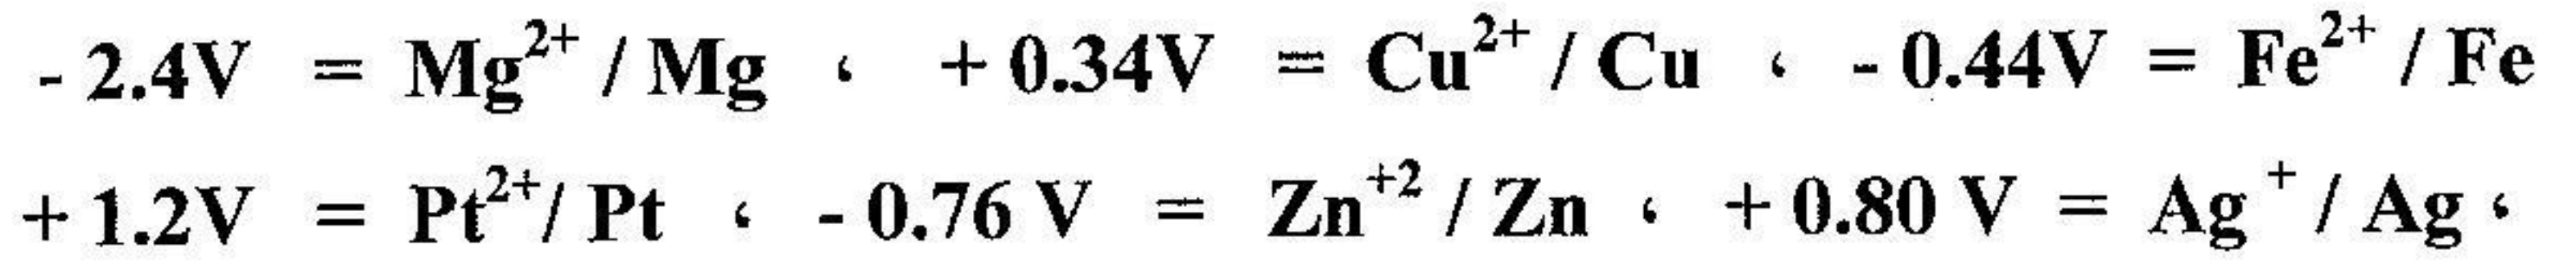 - 2.4V = Mg²⁺ / Mg ، + 0.34V = Cu²⁺ / Cu ، - 0.44V = Fe²⁺ / Fe
+ 1.2V = Pt²⁺/ Pt ، - 0.76 V = Zn⁺² / Zn ، + 0.80 V = Ag ⁺ / Ag ،